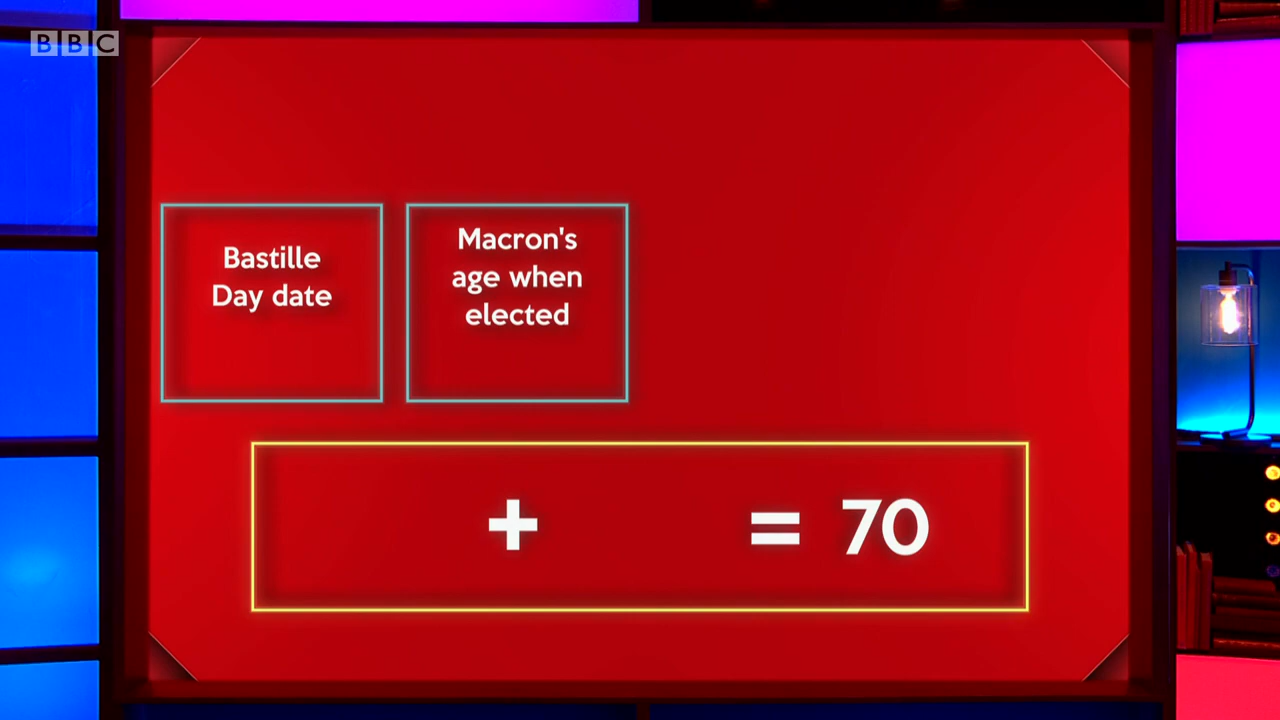 BBC
Bastille
Day date
Macron's
age when
elected
+ = 70